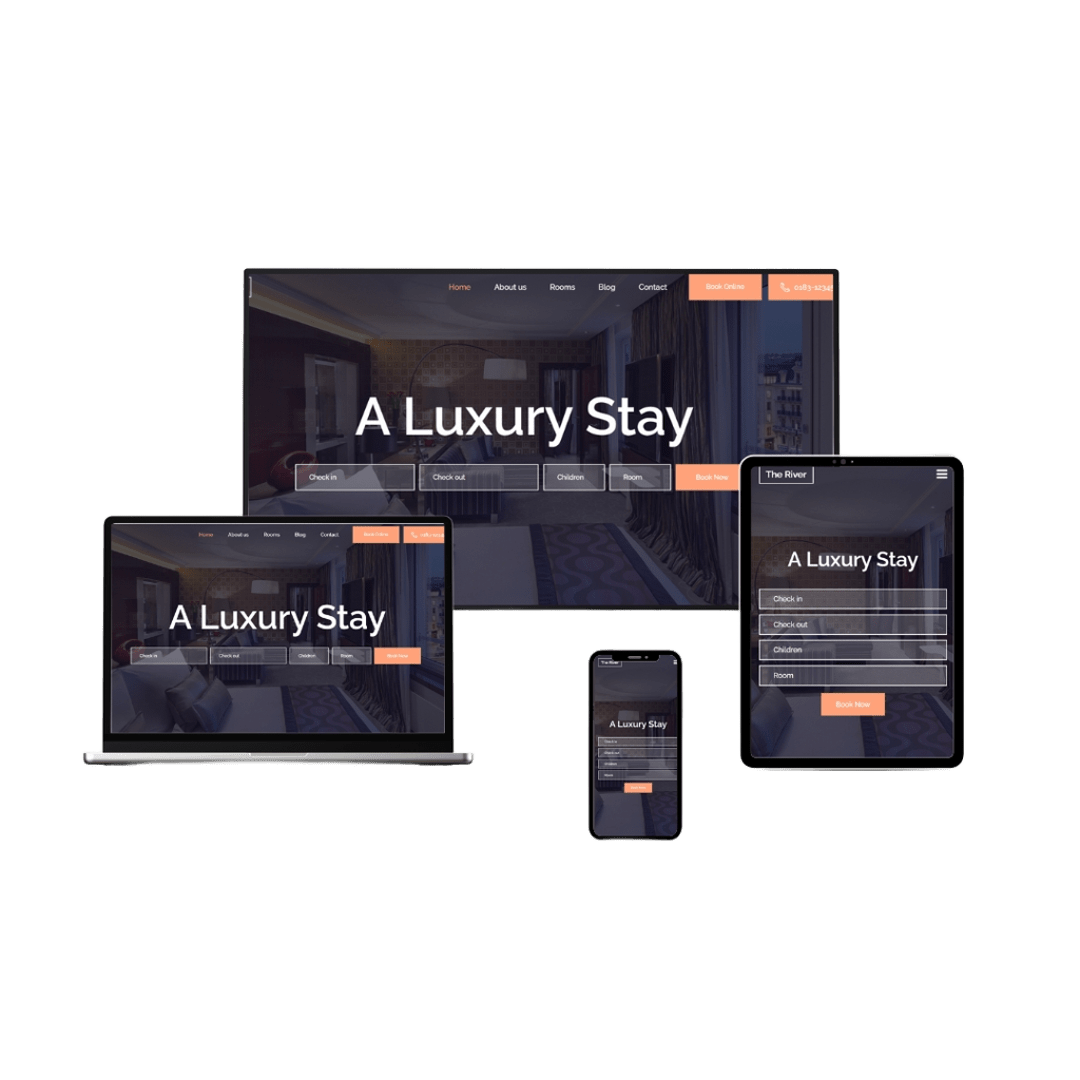 Home About us Rooms Blog Contact Book Online 0183-12345
A Luxury Stay
Check in Check out Children Room Book Now
Home About us Rooms Blog Contact Book Online
A Luxury Stay
Check in Check out Children Room Book Now
The River
A Luxury Stay
Check in
Check out
Children
Room
Book Now
The River
A Luxury Stay
Check in
Check out
Children
Room
Book Now